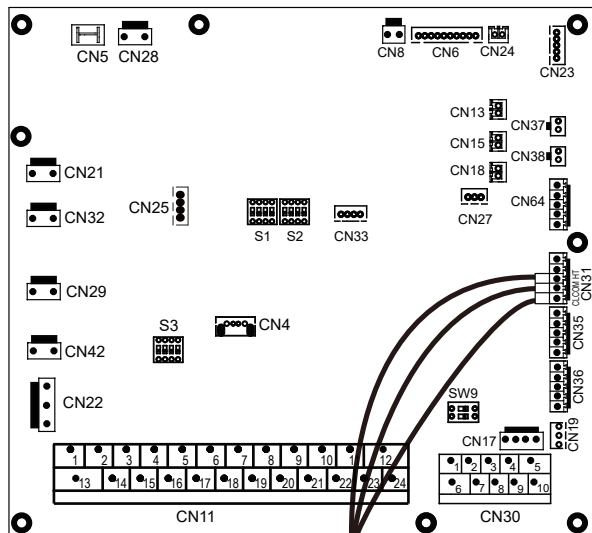 CN5
CN28
CN8
CN6
CN24
CN23
CN13
CN37
CN15
CN38
CN18
CN21
CN32
CN25
S1
S2
CN33
CN27
CN64
CN31
CL COM HT
CN29
CN4
CN35
S3
CN42
CN36
CN22
SW9
CN17
CN19
1 2 3 4 5 6 7 8 9 10 1 12
13 14 15 16 17 18 19 20 21 22 23 24
CN11
1 2 3 4 5
6 7 8 9 10
CN30